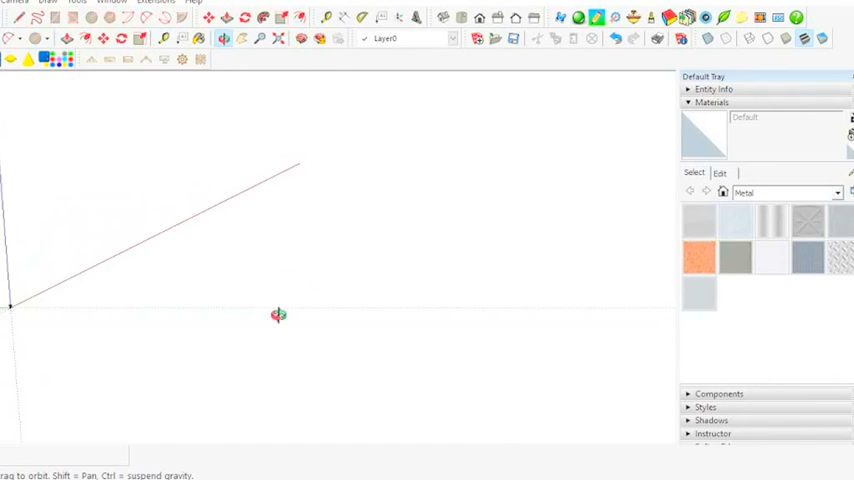 Camera Draw Tools Window Extensions Help
Layer0
Default Tray
Entity Info
Materials
Default
Select Edit
Metal
Components
Styles
Shadows
Instructor
rag to orbit. Shift = Pan, Ctrl = suspend gravity.